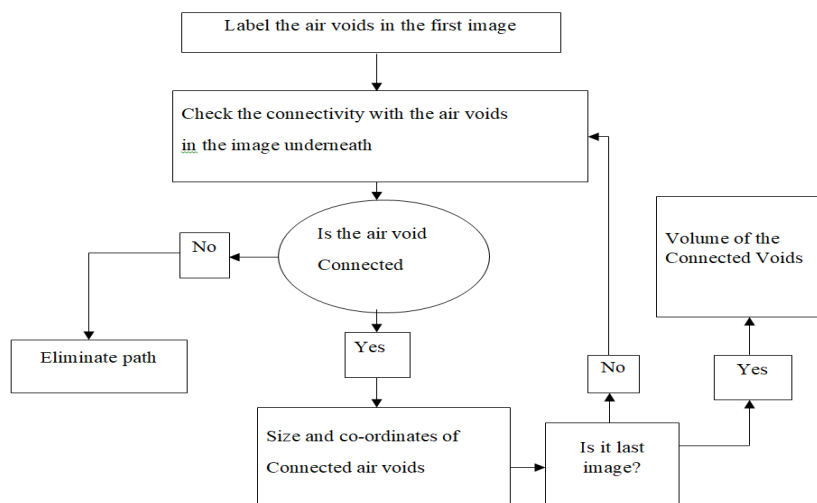 Label the air voids in the first image
Check the connectivity with the air voids
in the image underneath
Is the air void
Connected
No
Eliminate path
Yes
Size and co-ordinates of
Connected air voids
Is it last
image?
No
Yes
Volume of the
Connected Voids